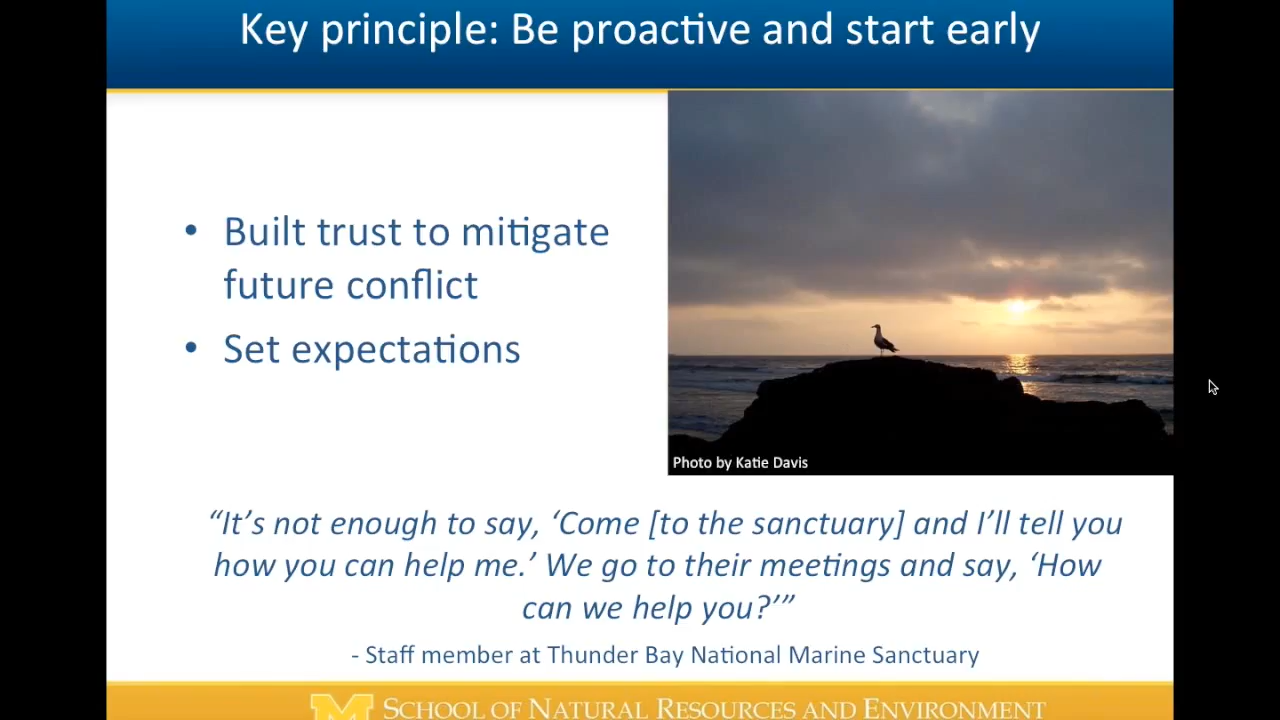 Key principle: Be proactive and start early
• Built trust to mitigate
future conflict
• Set expectations
Photo by Katie Davis
“It’s not enough to say, ‘Come [to the sanctuary] and I’ll tell you
how you can help me.’ We go to their meetings and say, ‘How
can we help you?’”
- Staff member at Thunder Bay National Marine Sanctuary
M SCHOOL OF NATURAL RESOURCES AND ENVIRONMENT